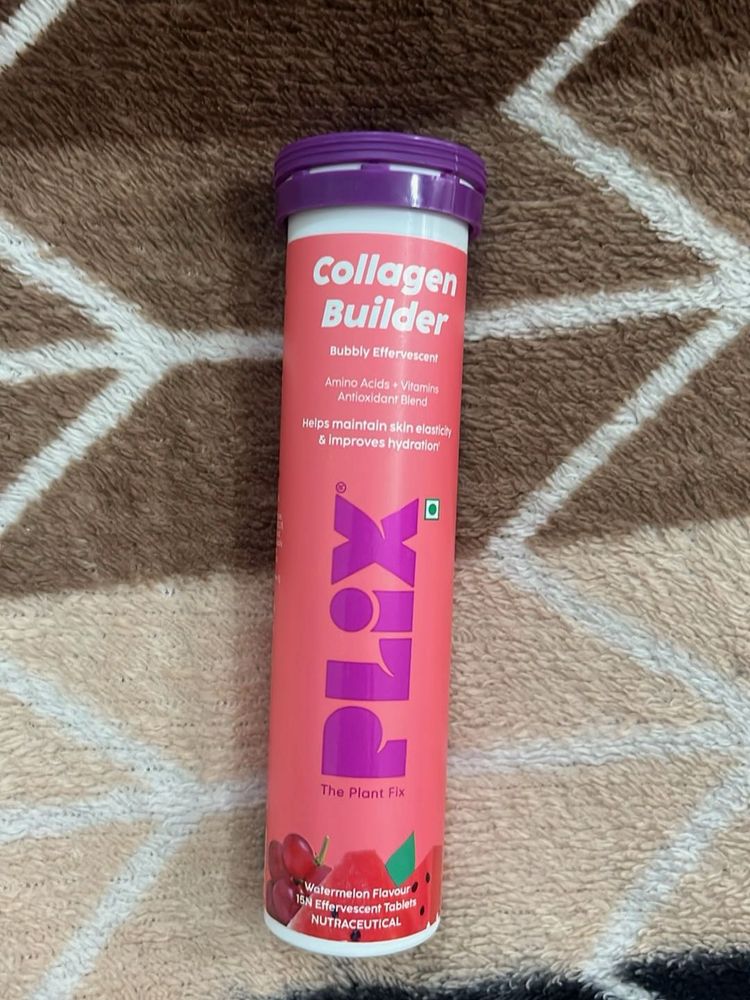 Collagen
Builder
Bubbly Effervescent
Amino Acids + Vitamins
Antioxidant Blend
Helps maintain skin elasticity
& improves hydration
PLiX®
The Plant Fix
Watermelon Flavour
15N Effervescent Tablets
NUTRACEUTICAL